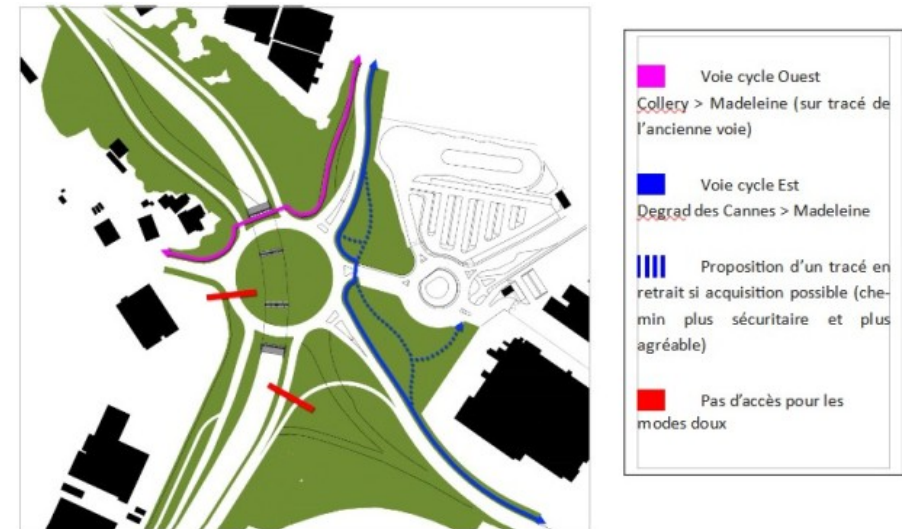 Voie cycle Ouest
Collery > Madeleine (sur tracé de
l'ancienne voie)
Voie cycle Est
Degrad des Cannes > Madeleine
Proposition d'un tracé en
retrait si acquisition possible (che-
min plus sécuritaire et plus
agréable)
Pas d'accès pour les
modes doux